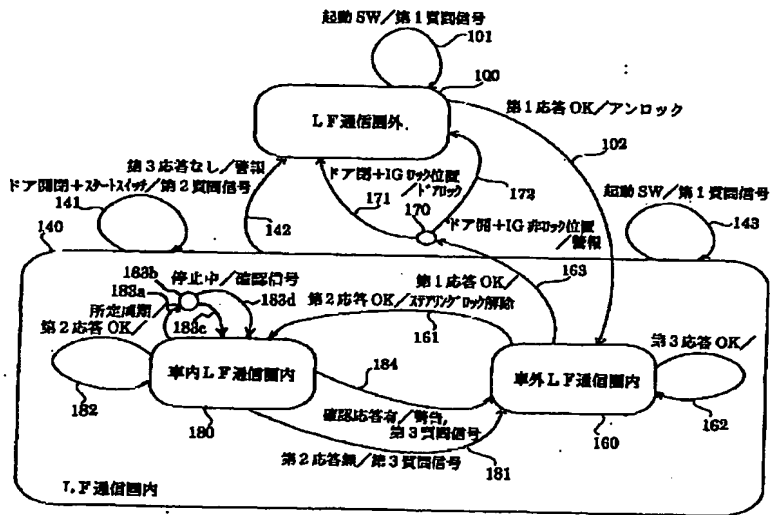 起動SW／第1質問信号
101
100
LF通信圏外
第1応答OK／アンロック
102
第3応答なし／警報
ドア開閉+スタートスイッチ／第2質問信号
141
142
140
ドア閉+IGロック位置
／ドアロック
171
170
172
ドア開+IG非ロック位置
／警報
起動SW／第1質問信号
143
163
183b
停止中／確認信号
183a
183d
所定周期／
183c
第1応答OK／
第2応答OK／ステアリングロック解除
161
第2応答OK／
182
車内LF通信圏内
180
184
確認応答有／警告,
第3質問信号
車外LF通信圏内
160
第3応答OK／
162
第2応答無／第3質問信号
181
LF通信圏内